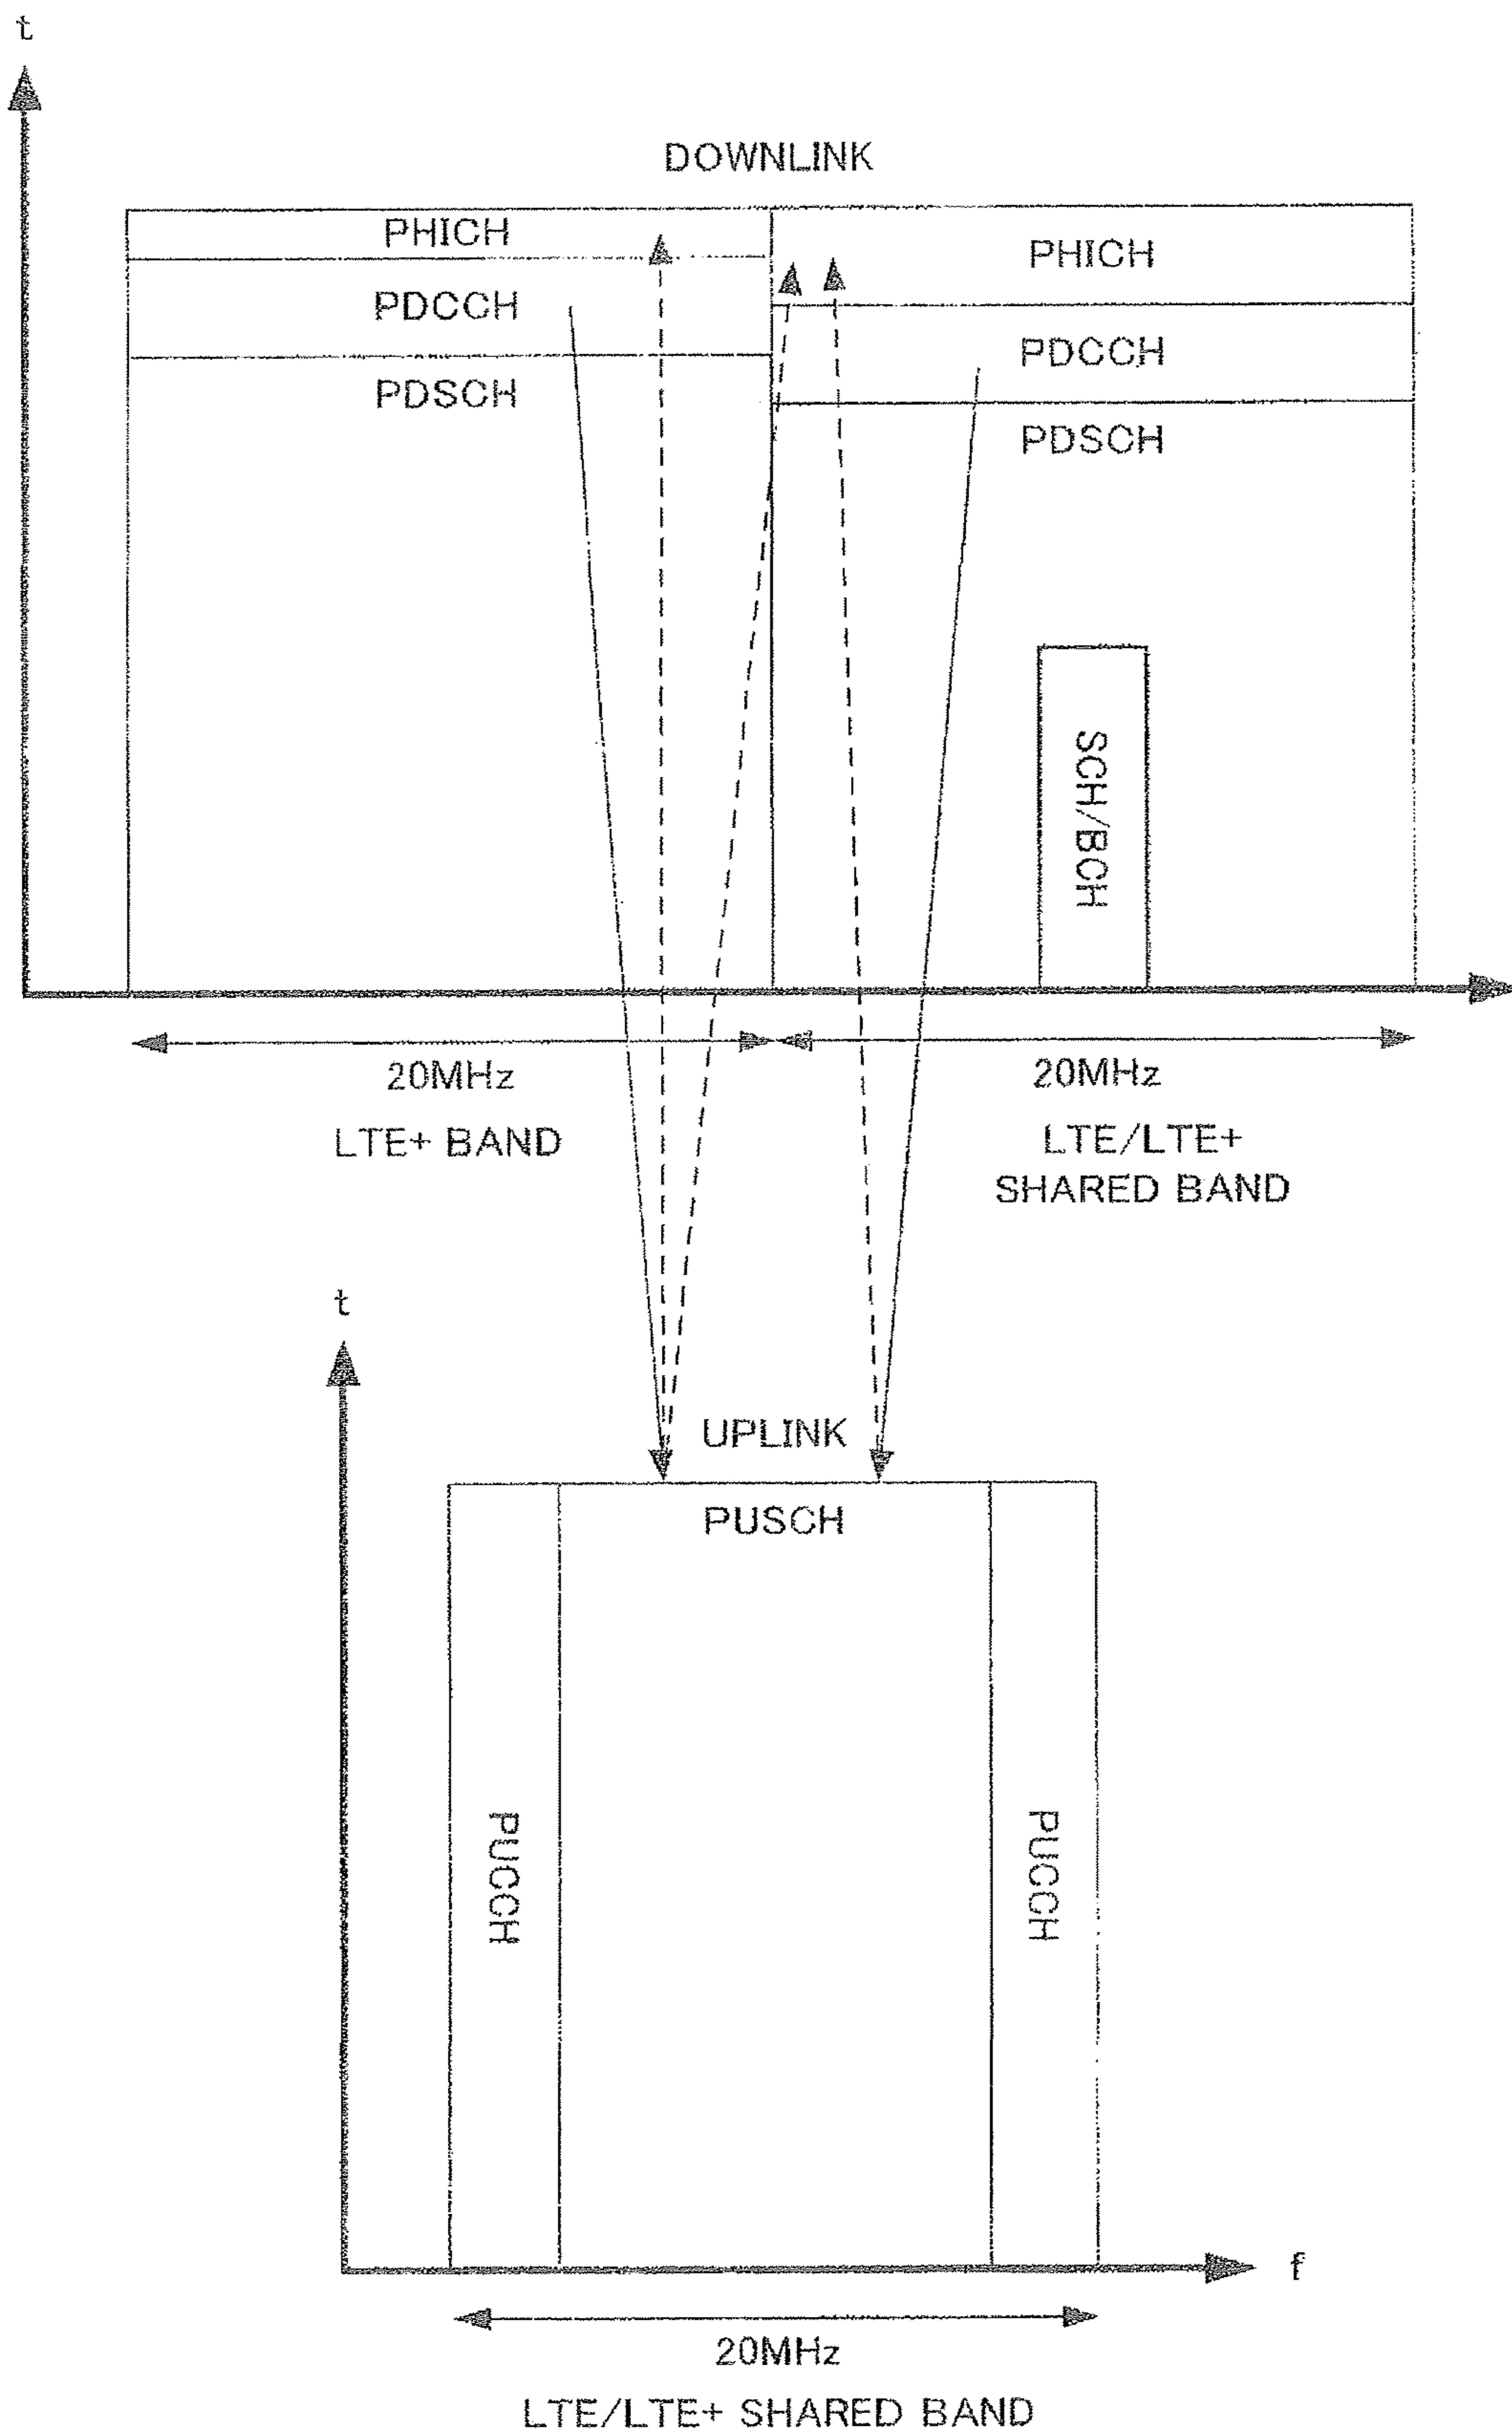 t
DOWNLINK
PHICH
PHICH
PDCCH
PDCCH
PDSCH
PDSCH
SCH/BCH
20MHz
20MHz
LTE+ BAND
LTE/LTE+
SHARED BAND
t
UPLINK
PUSCH
PUCCH
PUCCH
f
20MHz
LTE/LTE+ SHARED BAND